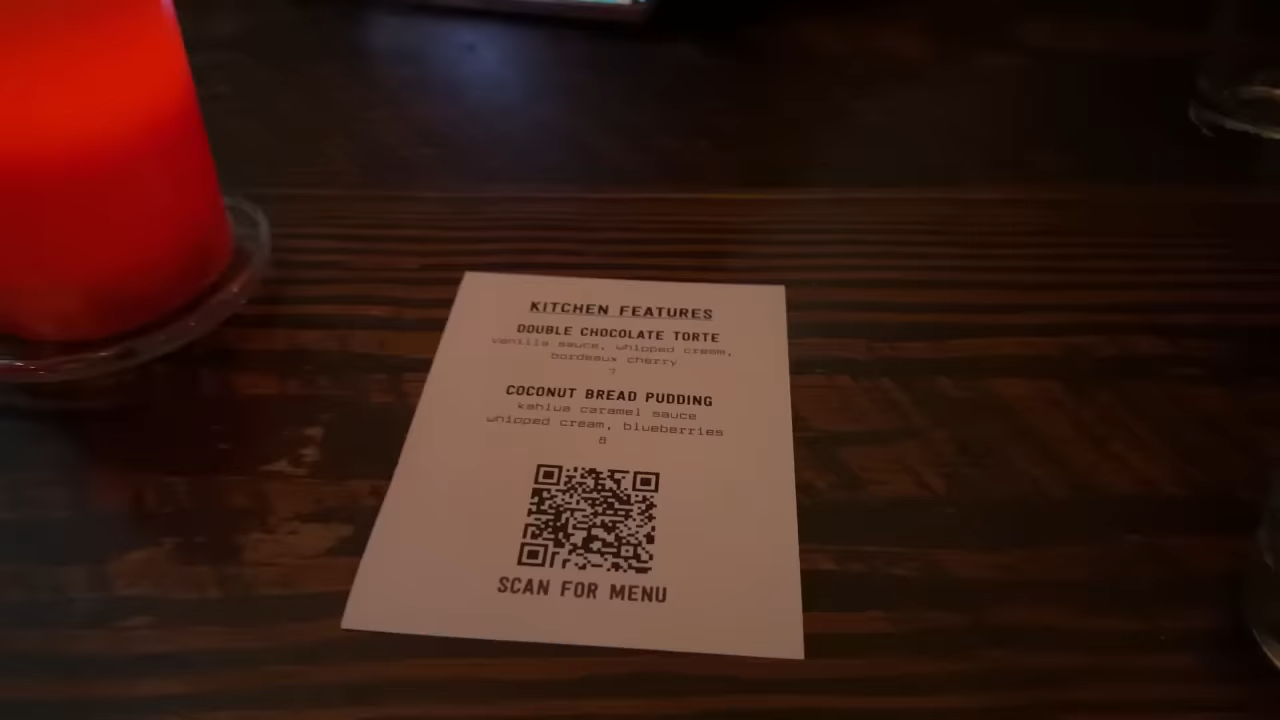 KITCHEN FEATURES
DOUBLE CHOCOLATE TORTE
vanilla sauce, whipped cream,
bordeaux cherry
7
COCONUT BREAD PUDDING
kahlua caramel sauce
whipped cream, blueberries
8
SCAN FOR MENU